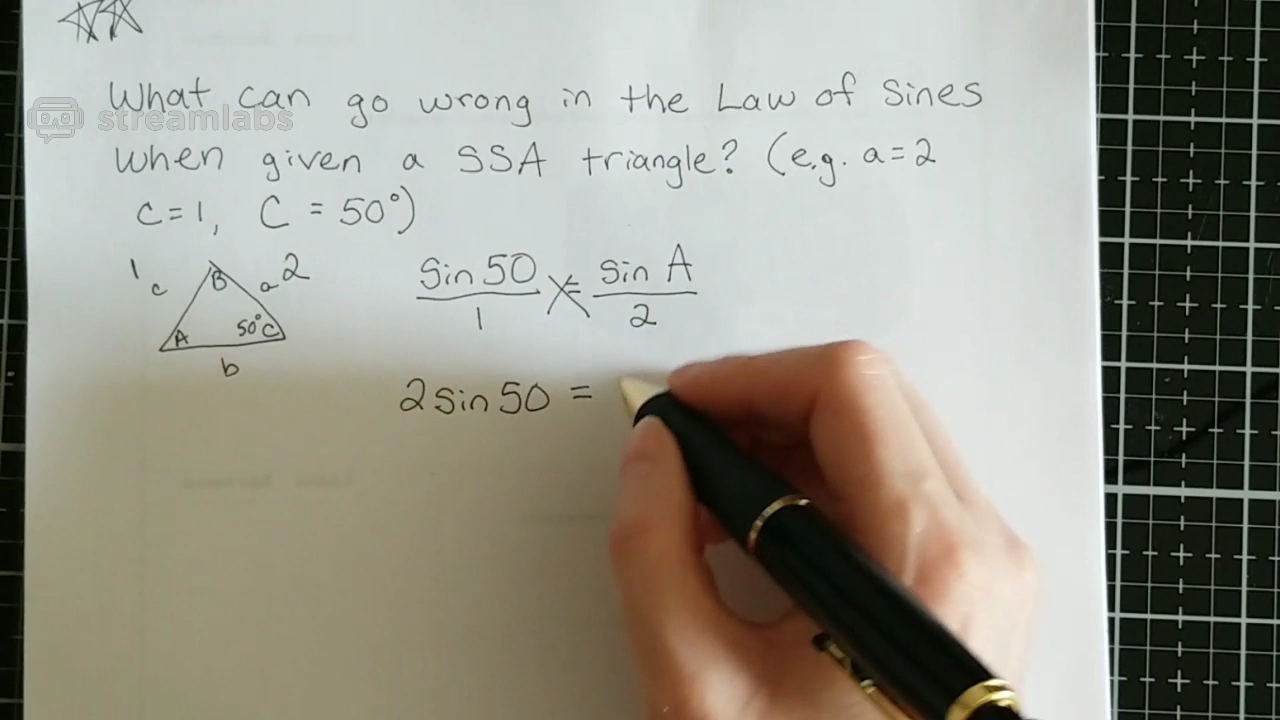 streamlabs
What can go wrong in the Law of Sines
when given a SSA triangle? (e.g. a=2
c=1, C = 50°)
1 c B a 2
A 50° C
b
sin 50 = sin A
1 2
2 sin 50 =